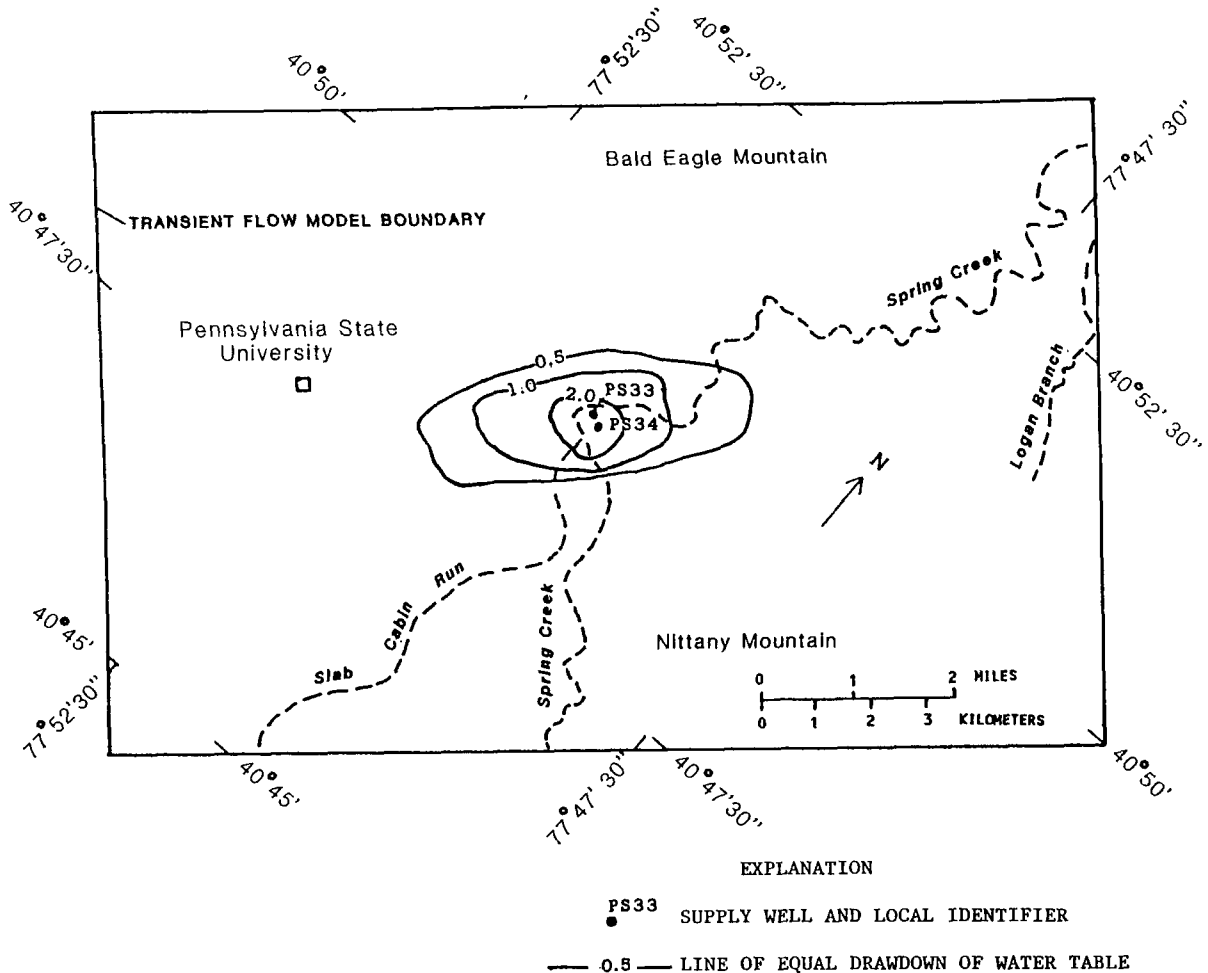 40°50'
77°52'30"
40°52' 30"
Bald Eagle Mountain
77°47' 30"
TRANSIENT FLOW MODEL BOUNDARY
40°47'30"
Spring Creek
Pennsylvania State
University
0.5
1.0
2.0
PS33
PS34
Logan Branch
40°52' 30"
N
Slab Cabin Run
Spring Creek
Nittany Mountain
40°45'
77°52'30"
0 1 2 MILES
0 1 2 3 KILOMETERS
40°45'
77°47' 30"
40°47'30"
40°50'
EXPLANATION
PS33
SUPPLY WELL AND LOCAL IDENTIFIER
0.5 LINE OF EQUAL DRAWDOWN OF WATER TABLE